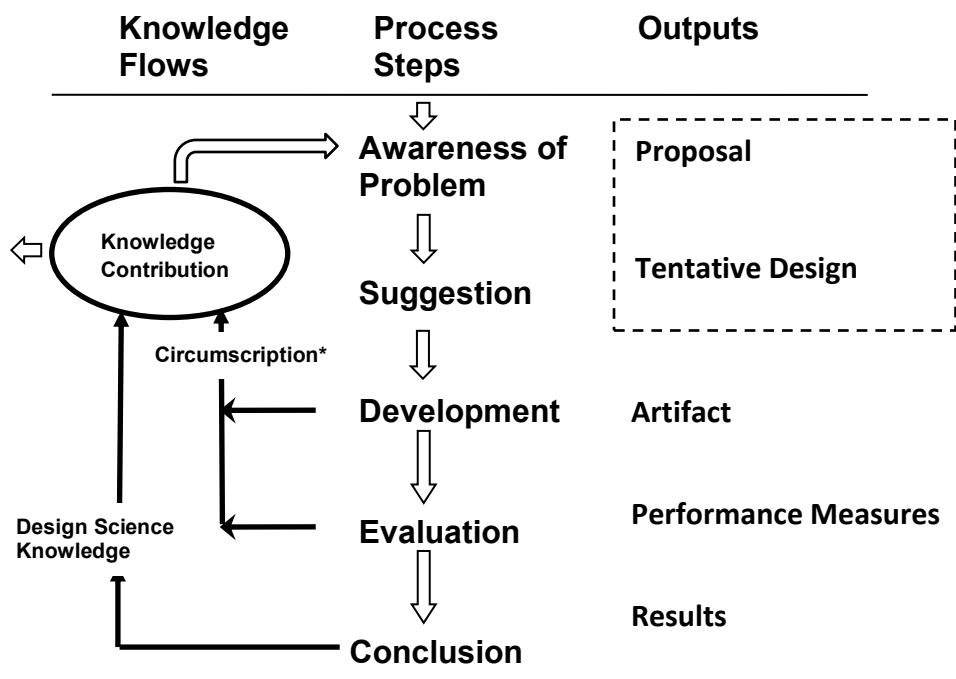 Knowledge
Flows
Process
Steps
Outputs
Awareness of
Problem
Proposal
Knowledge
Contribution
Tentative Design
Suggestion
Circumscription*
Development
Artifact
Design Science
Knowledge
Evaluation
Performance Measures
Results
Conclusion